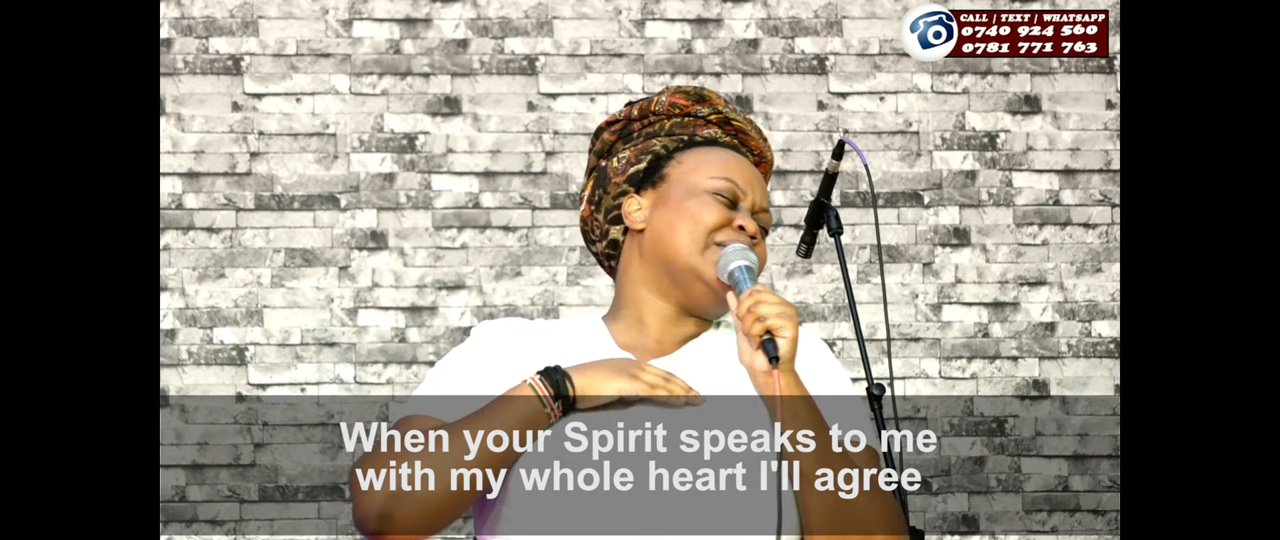 CALL | TEXT | WHATSAPP
0740 924 560
0781 771 763
When your Spirit speaks to me
with my whole heart I'll agree